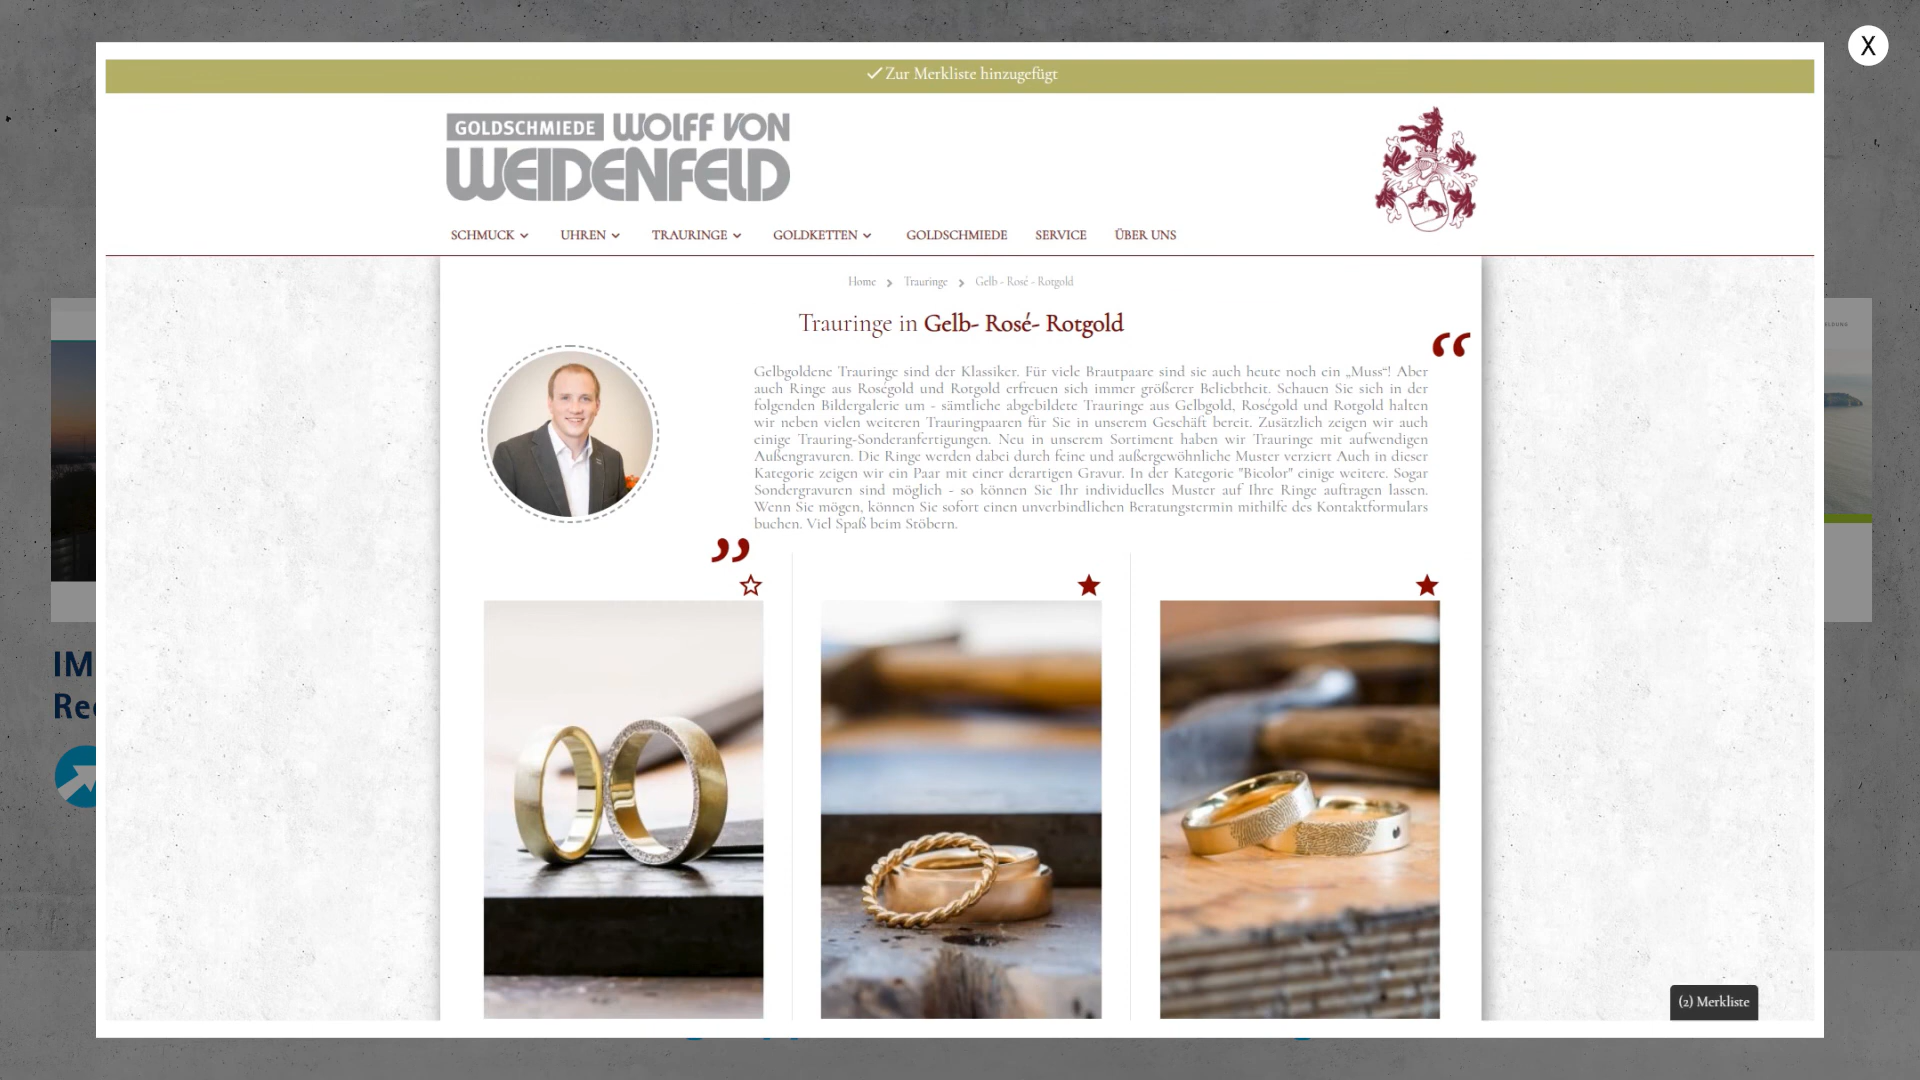 X
✓Zur Merkliste hinzugefügt
GOLDSCHMIEDE WOLFF VON
WEIDENFELD
SCHMUCK UHREN TRAURINGE GOLDKETTEN GOLDSCHMIEDE SERVICE ÜBER UNS
Home Trauringe Gelb - Rosé - Rotgold
Trauringe in Gelb- Rosé- Rotgold
“
Gelbgoldene Trauringe sind der Klassiker. Für viele Brautpaare sind sie auch heute noch ein „Muss“! Aber
auch Ringe aus Roségold und Rotgold erfreuen sich immer größerer Beliebtheit. Schauen Sie sich in der
folgenden Bildergalerie um - sämtliche abgebildete Trauringe aus Gelbgold, Roségold und Rotgold halten
wir neben vielen weiteren Trauringpaaren für Sie in unserem Geschäft bereit. Zusätzlich zeigen wir auch
einige Trauring-Sonderanfertigungen. Neu in unserem Sortiment haben wir Trauringe mit aufwendigen
Außengravuren. Die Ringe werden dabei durch feine und außergewöhnliche Muster verziert Auch in dieser
Kategorie zeigen wir ein Paar mit einer derartigen Gravur. In der Kategorie "Bicolor" einige weitere. Sogar
Sondergravuren sind möglich - so können Sie Ihr individuelles Muster auf Ihre Ringe auftragen lassen.
Wenn Sie mögen, können Sie sofort einen unverbindlichen Beratungstermin mithilfe des Kontaktformulars
buchen. Viel Spaß beim Stöbern.
”
IM
Re
(2) Merkliste